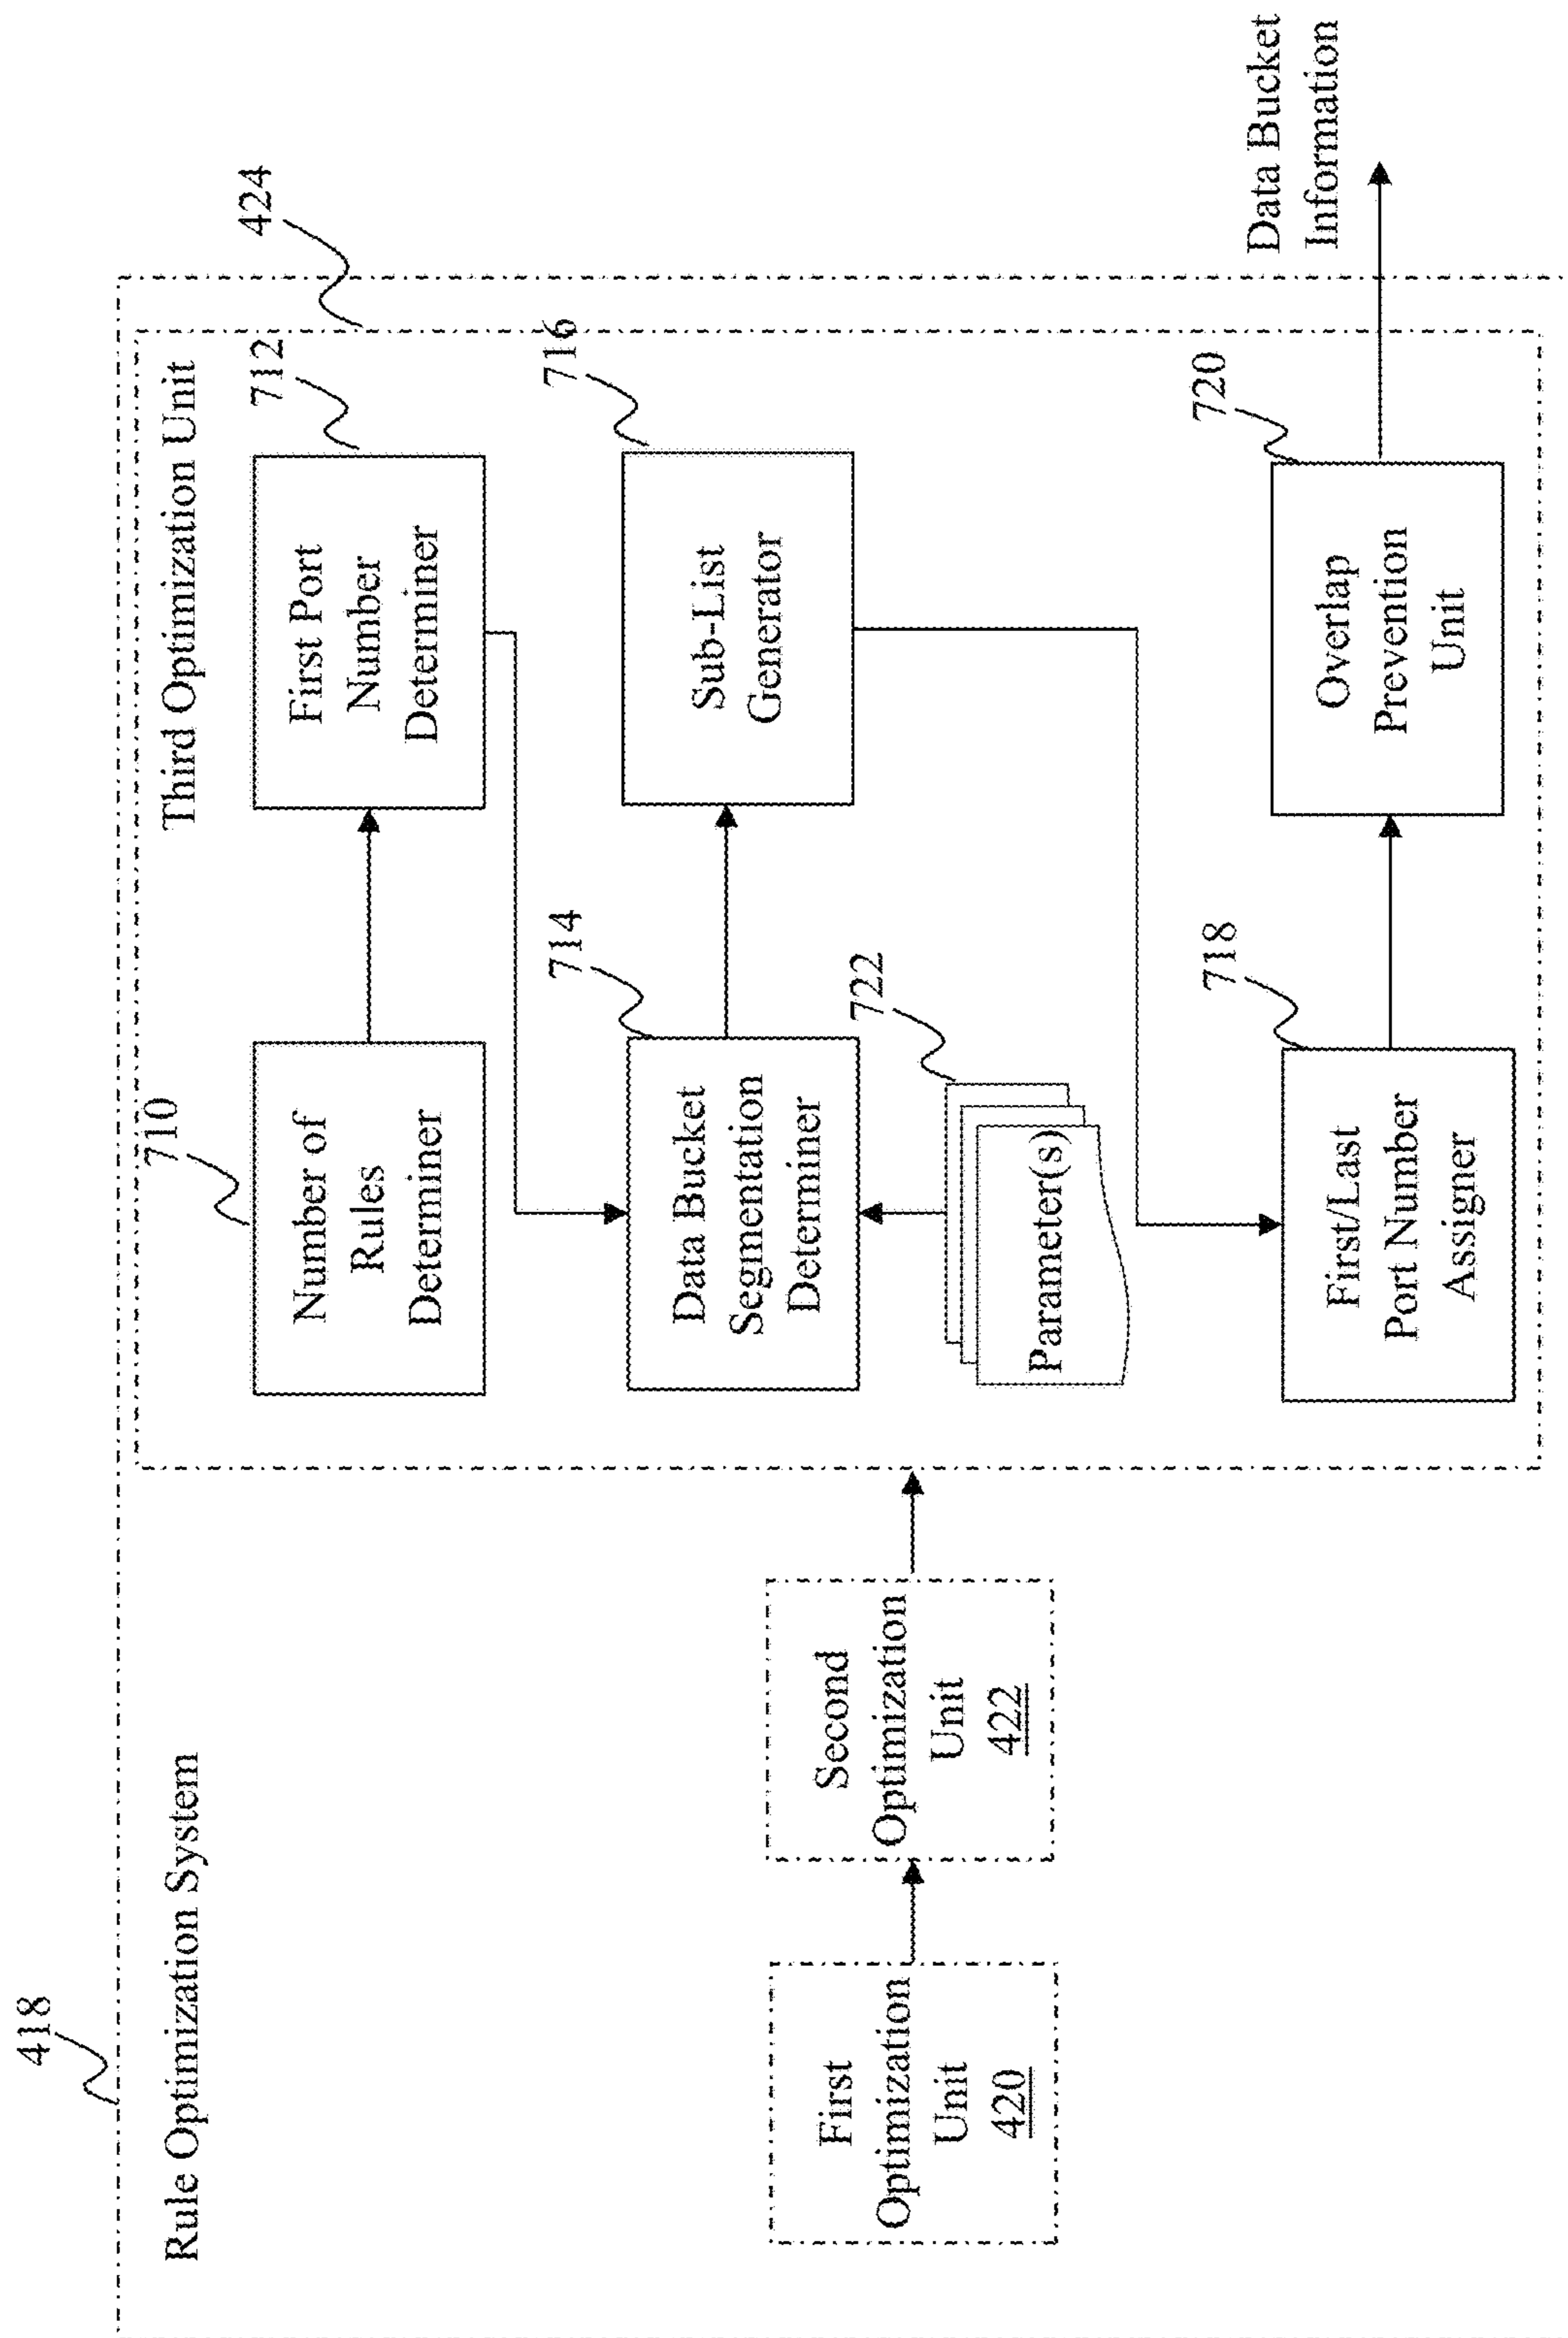 418
Rule Optimization System
424
Third Optimization Unit
710
Number of
Rules
Determiner
712
First Port
Number
Determiner
714
Data Bucket
Segmentation
Determiner
716
Sub-List
Generator
722
Parameter(s)
First
Optimization
Unit
420
Second
Optimization
Unit
422
718
First/Last
Port Number
Assigner
720
Overlap
Prevention
Unit
Data Bucket
Information